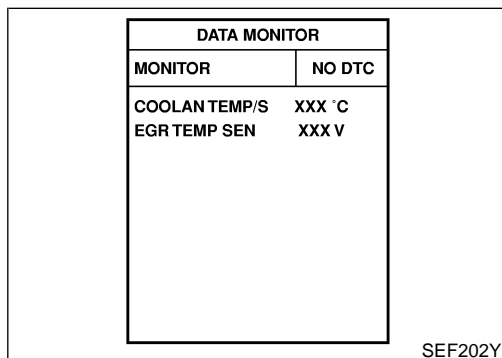 DATA MONITOR
MONITOR NO DTC
COOLAN TEMP/S XXX °C
EGR TEMP SEN XXX V
SEF202Y